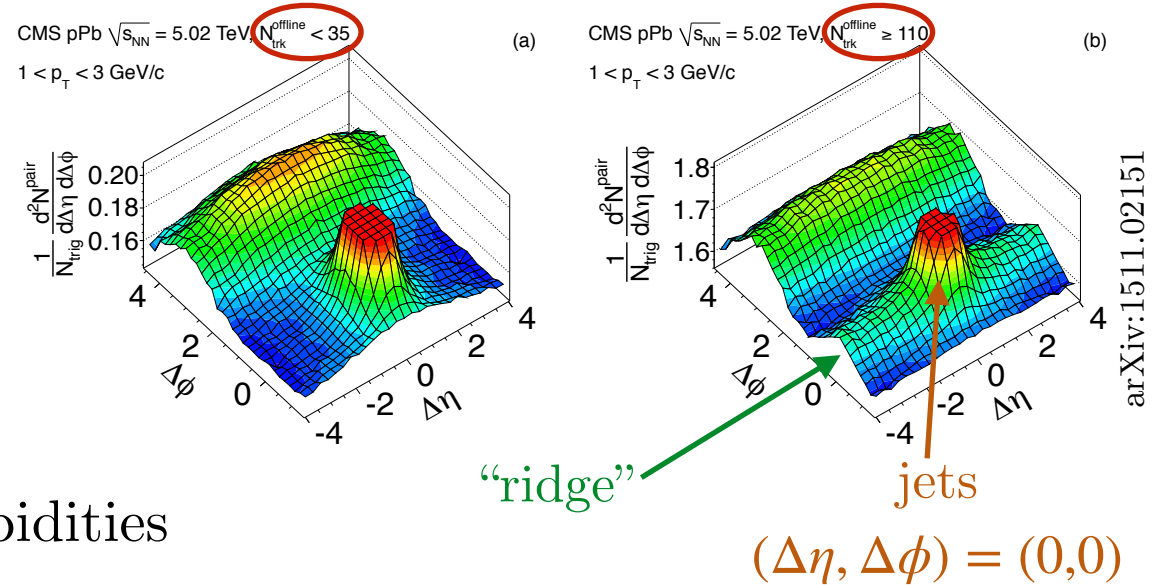 CMS pPb √s_NN = 5.02 TeV, N_trk^offline < 35
(a)
1 < p_T < 3 GeV/c
1/N_trig d²N^pair/dΔη dΔϕ
0.20
0.18
0.16
4
2
0
Δϕ
-4
-2
0
2
4
Δη
CMS pPb √s_NN = 5.02 TeV, N_trk^offline ≥ 110
(b)
1 < p_T < 3 GeV/c
1/N_trig d²N^pair/dΔη dΔϕ
1.8
1.7
1.6
4
2
0
Δϕ
-4
-2
0
2
4
Δη
arXiv:1511.02151
“ridge”
jets
(Δη, Δϕ) = (0,0)